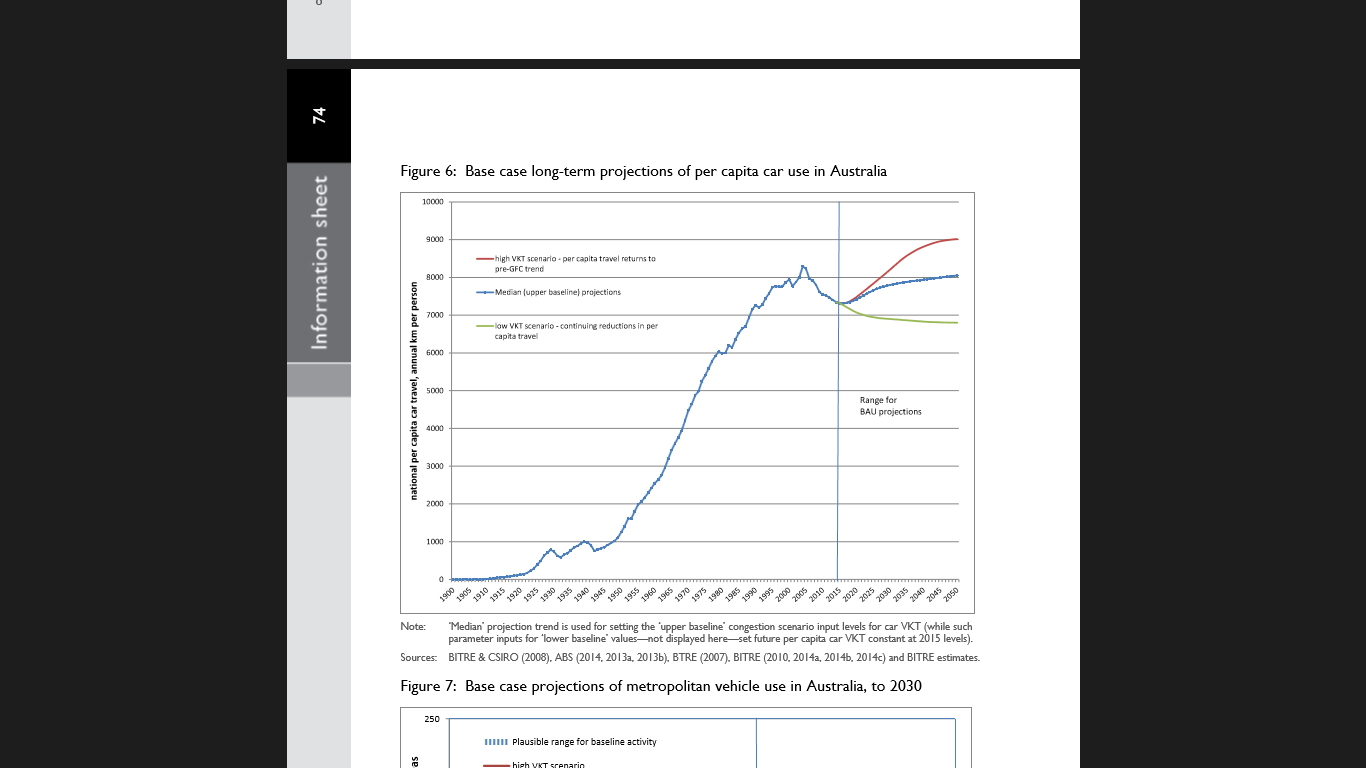 74
Information sheet
Figure 6: Base case long-term projections of per capita car use in Australia
national per capita car travel, annual km per person
10000
9000
8000
7000
6000
5000
4000
3000
2000
1000
0
high VKT scenario - per capita travel returns to
pre-GFC trend
Median (upper baseline) projections
low VKT scenario - continuing reductions in per
capita travel
Range for
BAU projections
1900 1905 1910 1915 1920 1925 1930 1935 1940 1945 1950 1955 1960 1965 1970 1975 1980 1985 1990 1995 2000 2005 2010 2015 2020 2025 2030 2035 2040 2045 2050
Note: 'Median' projection trend is used for setting the 'upper baseline' congestion scenario input levels for car VKT (while such
parameter inputs for 'lower baseline' values—not displayed here—set future per capita car VKT constant at 2015 levels).
Sources: BITRE & CSIRO (2008), ABS (2014, 2013a, 2013b), BTRE (2007), BITRE (2010, 2014a, 2014b, 2014c) and BITRE estimates.
Figure 7: Base case projections of metropolitan vehicle use in Australia, to 2030
250
Plausible range for baseline activity
high VKT scenario